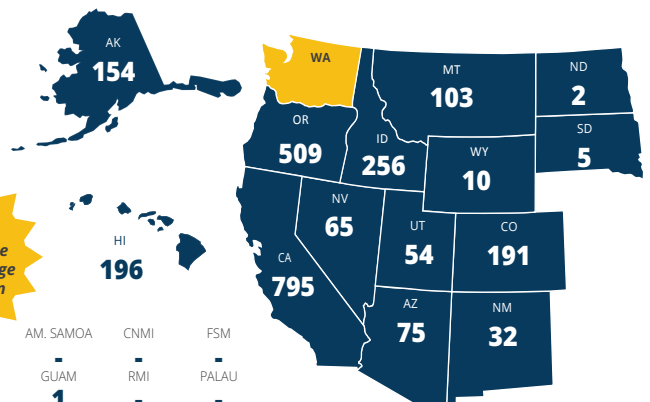 AK
154
WA
MT
103
ND
2
OR
509
ID
256
SD
5
WY
10
NV
65
UT
54
CO
191
HI
196
CA
795
AZ
75
NM
32
AM. SAMOA CNMI FSM
- - -
GUAM RMI PALAU
1 - -